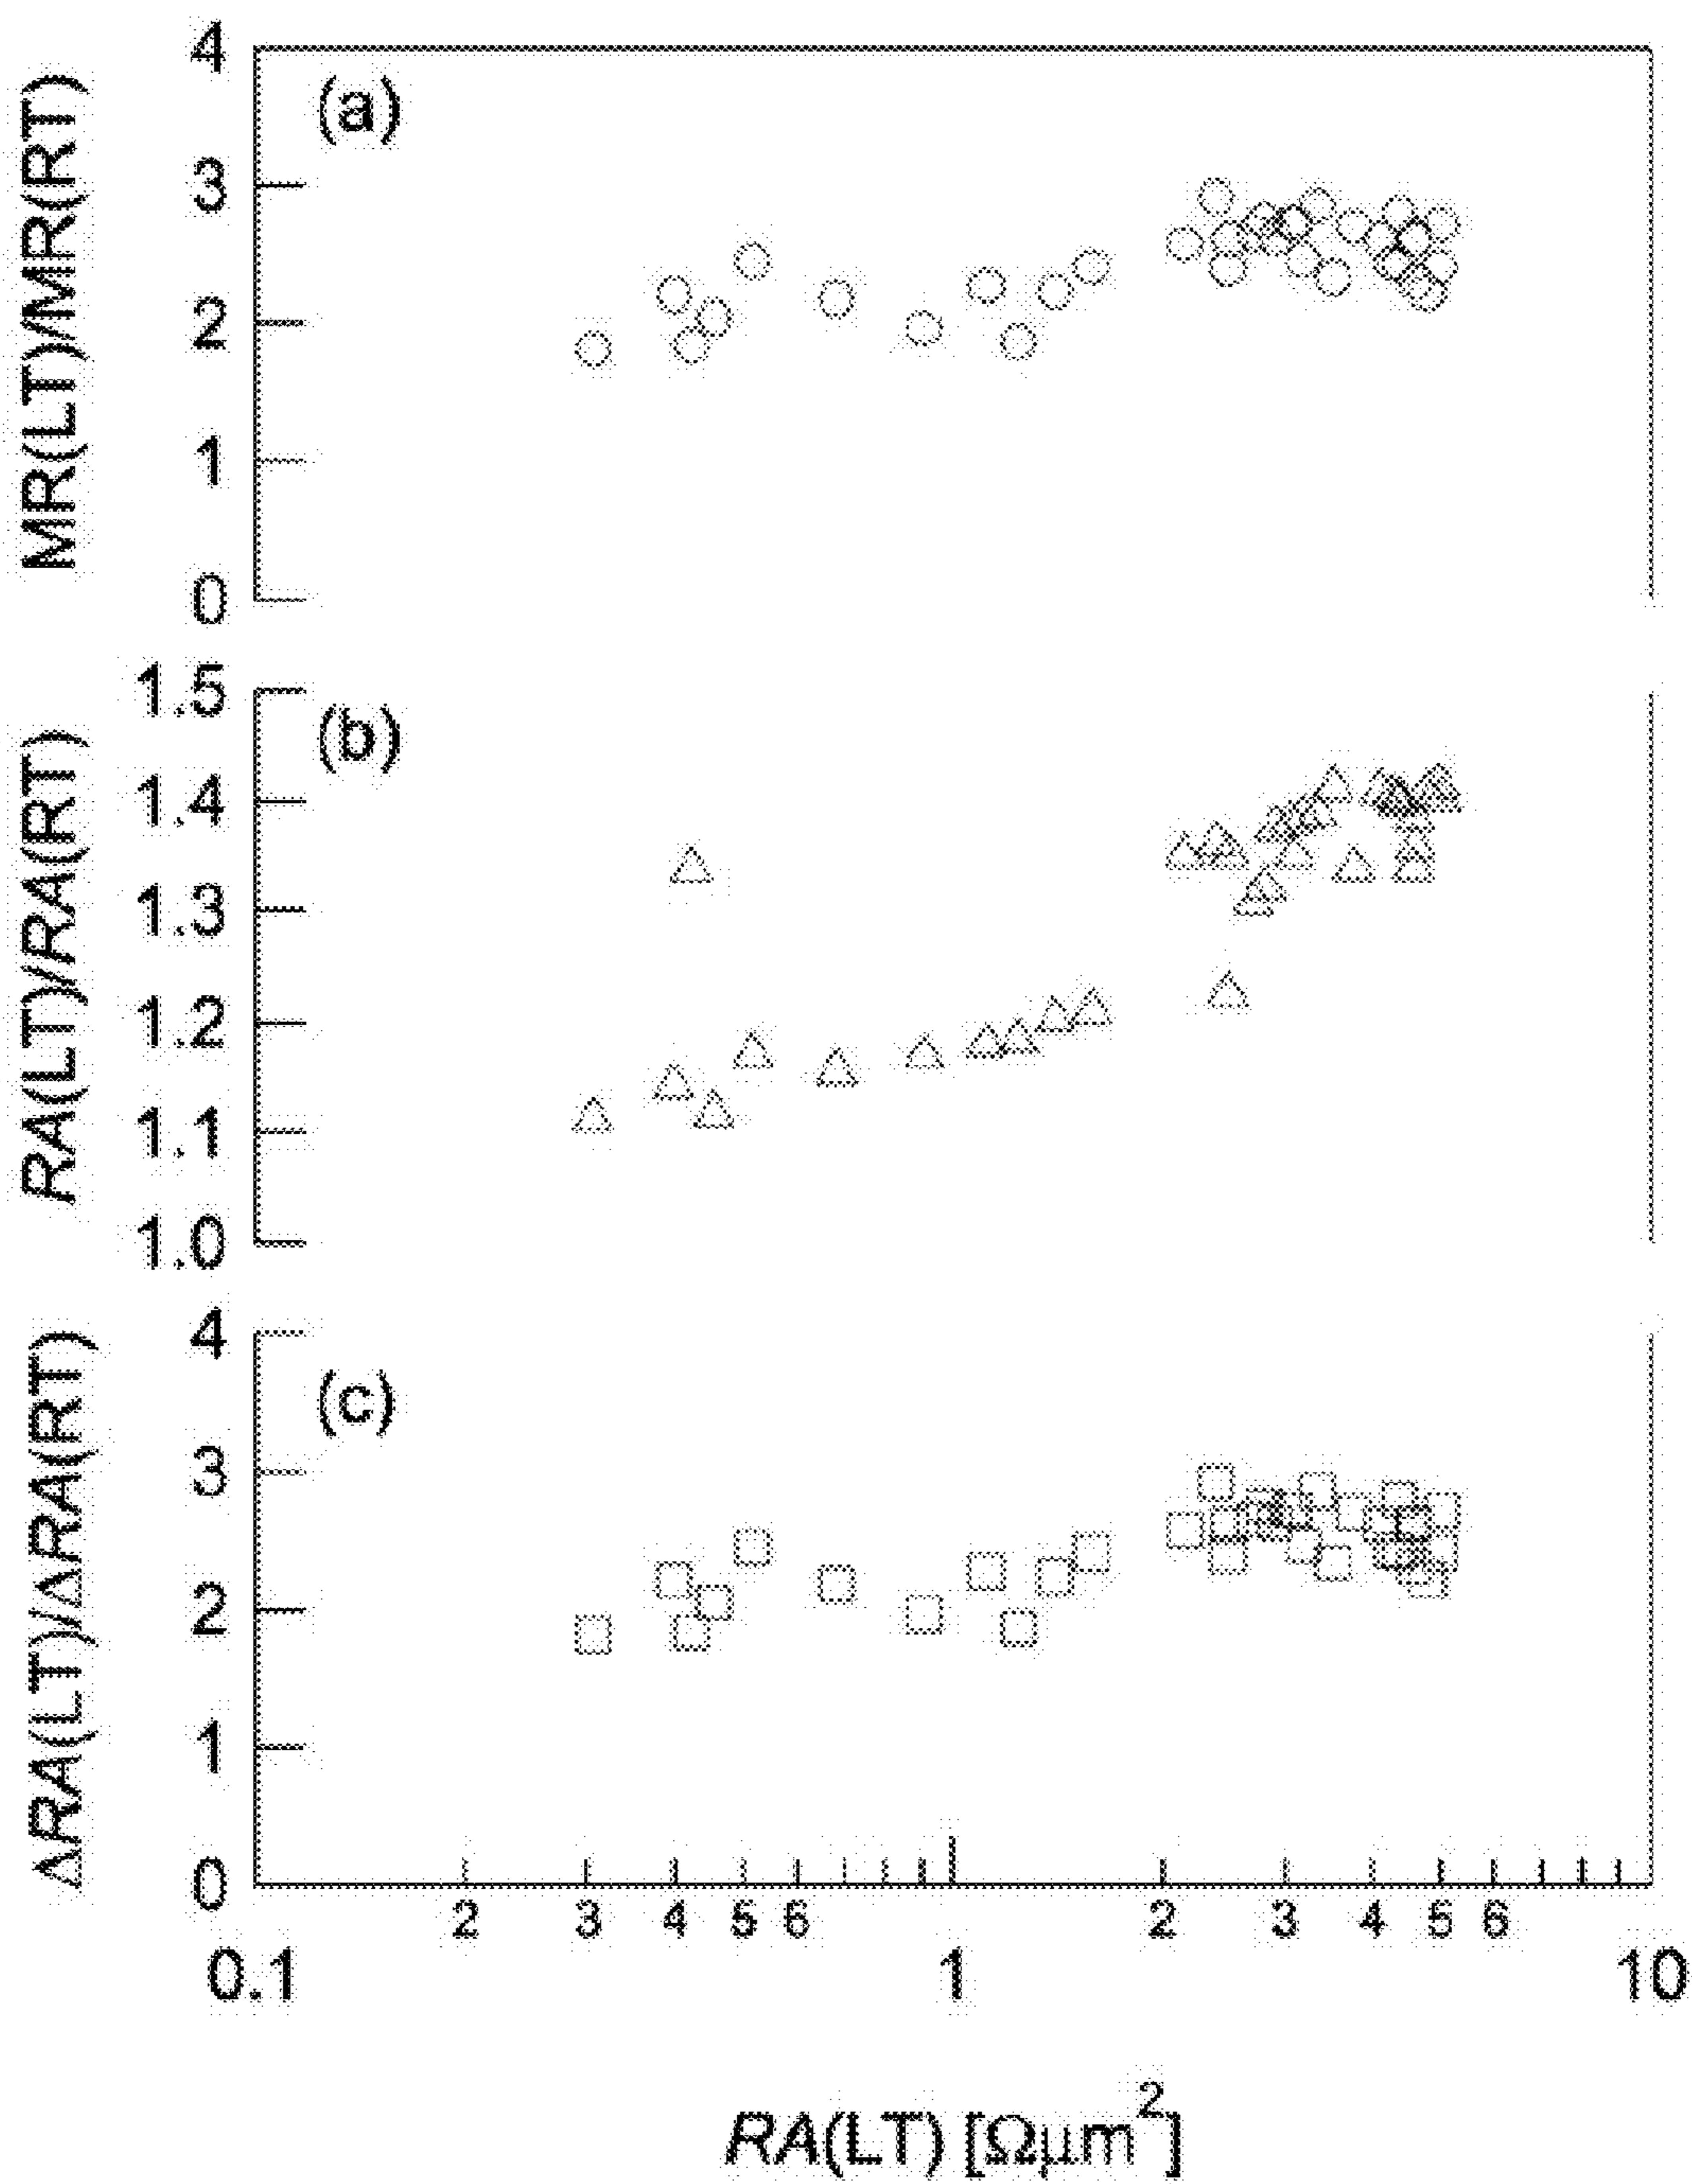 MR(LT)/MR(RT)
4
3
2
1
0
(a)
RA(LT)/RA(RT)
1.5
1.4
1.3
1.2
1.1
1.0
(b)
ΔRA(LT)/ΔRA(RT)
4
3
2
1
0
(c)
2 3 4 5 6 2 3 4 5 6
0.1 1 10
RA(LT) [Ωμm²]